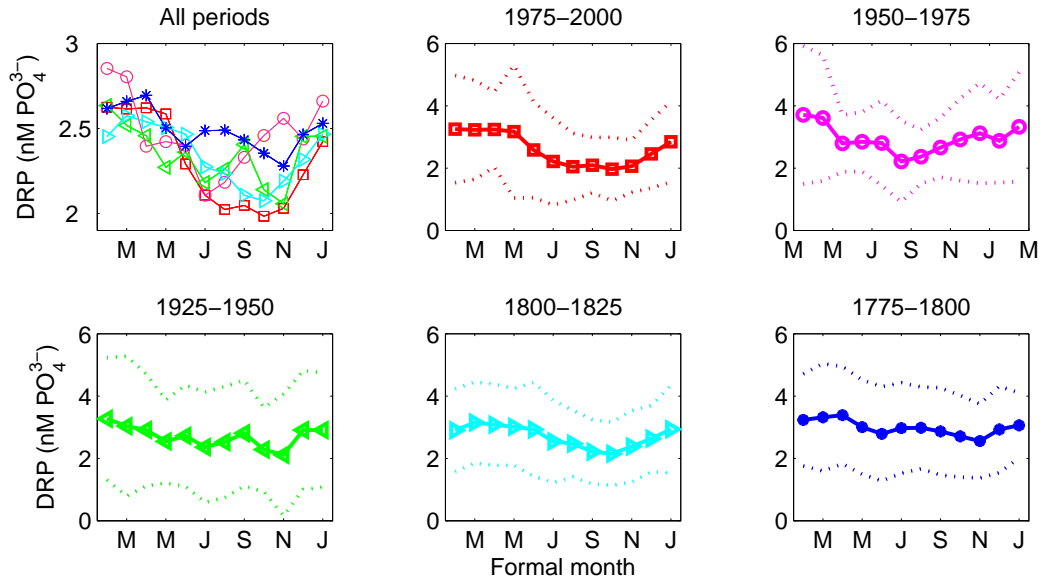 All periods
1975−2000
1950−1975
DRP (nM PO₄³⁻)
3
2.5
2
M M J S N J
6
4
2
0
M M J S N J
6
4
2
0
M M J S N J M
1925−1950
1800−1825
1775−1800
DRP (nM PO₄³⁻)
6
4
2
0
M M J S N J
6
4
2
0
M M J S N J
6
4
2
0
M M J S N J
Formal month